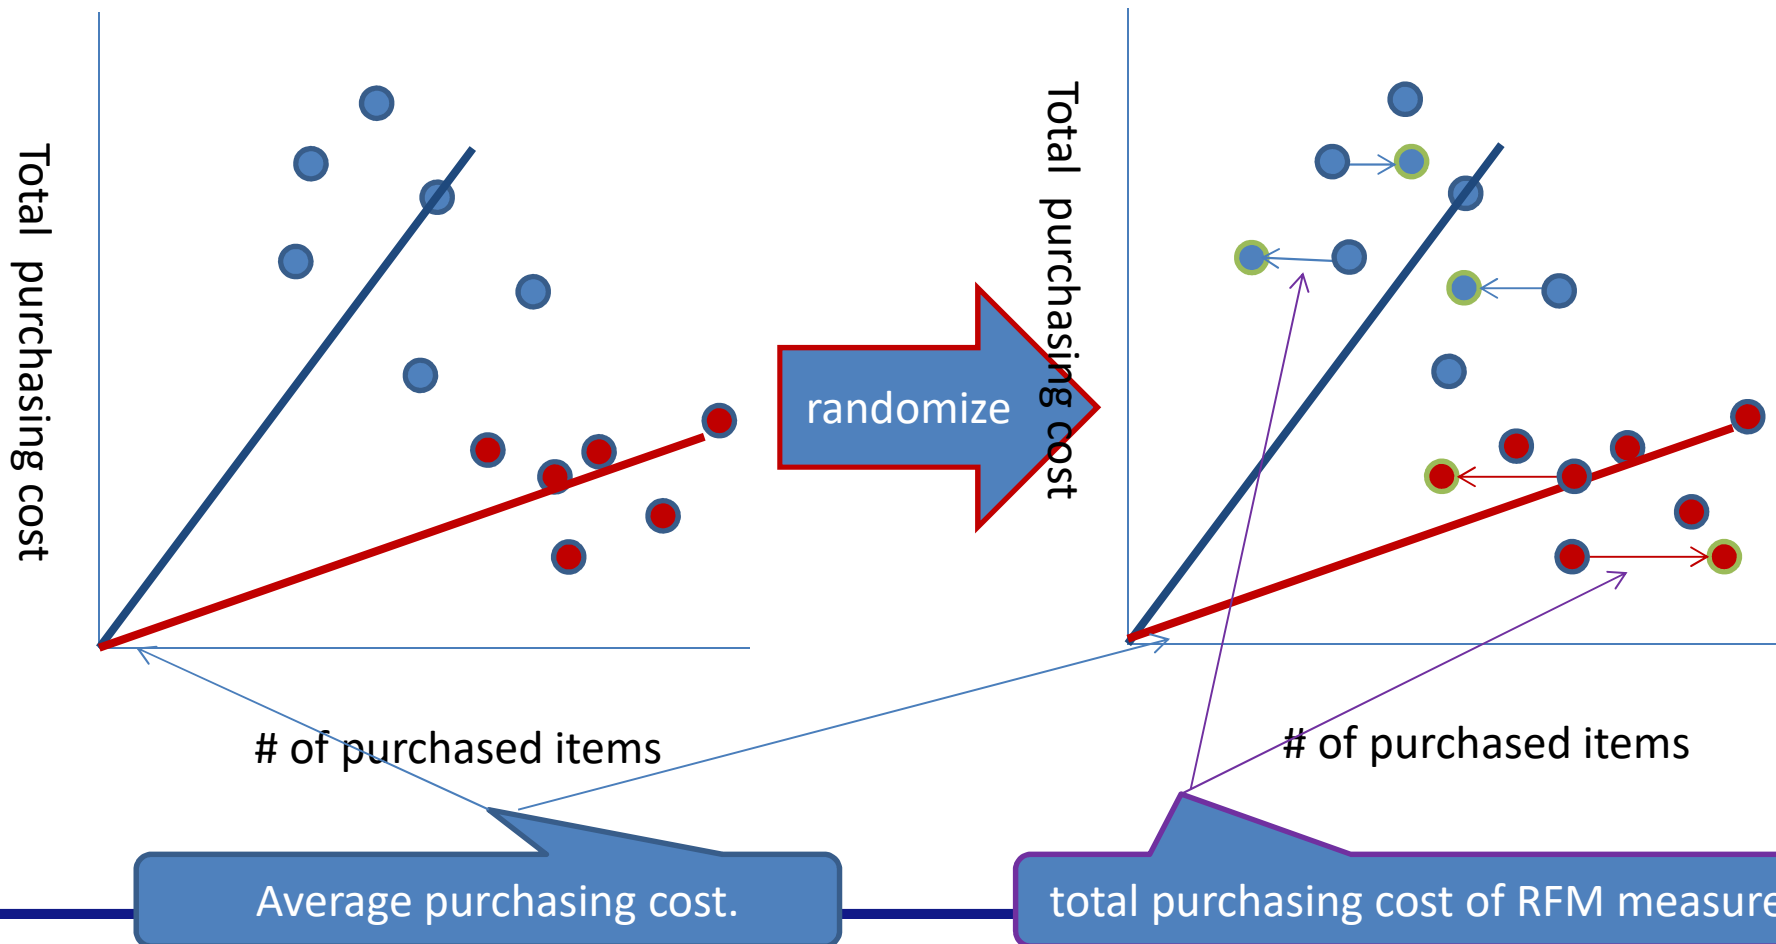 Total purchasing cost
Total purchasing cost
randomize
# of purchased items
# of purchased items
Average purchasing cost.
total purchasing cost of RFM measure